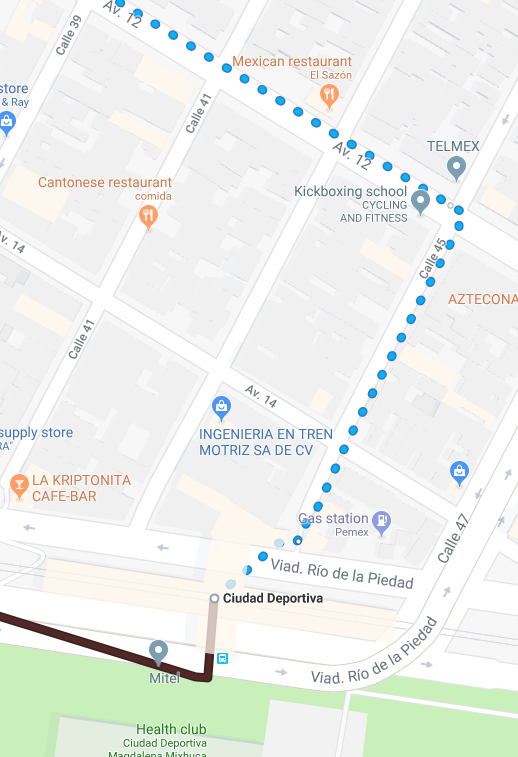 Av. 12
Calle 39
Mexican restaurant
El Sazón
store
& Ray
Calle 41
Av. 12
TELMEX
Cantonese restaurant
comida
Kickboxing school
CYCLING
AND FITNESS
Av. 14
Calle 45
AZTECONA
Calle 41
Av. 14
supply store
RA"
INGENIERIA EN TREN
MOTRIZ SA DE CV
LA KRIPTONITA
CAFE-BAR
Gas station
Pemex
Calle 47
Viad. Río de la Piedad
Ciudad Deportiva
Viad. Río de la Piedad
Mitel
Health club
Ciudad Deportiva
Magdalena Mixhuca